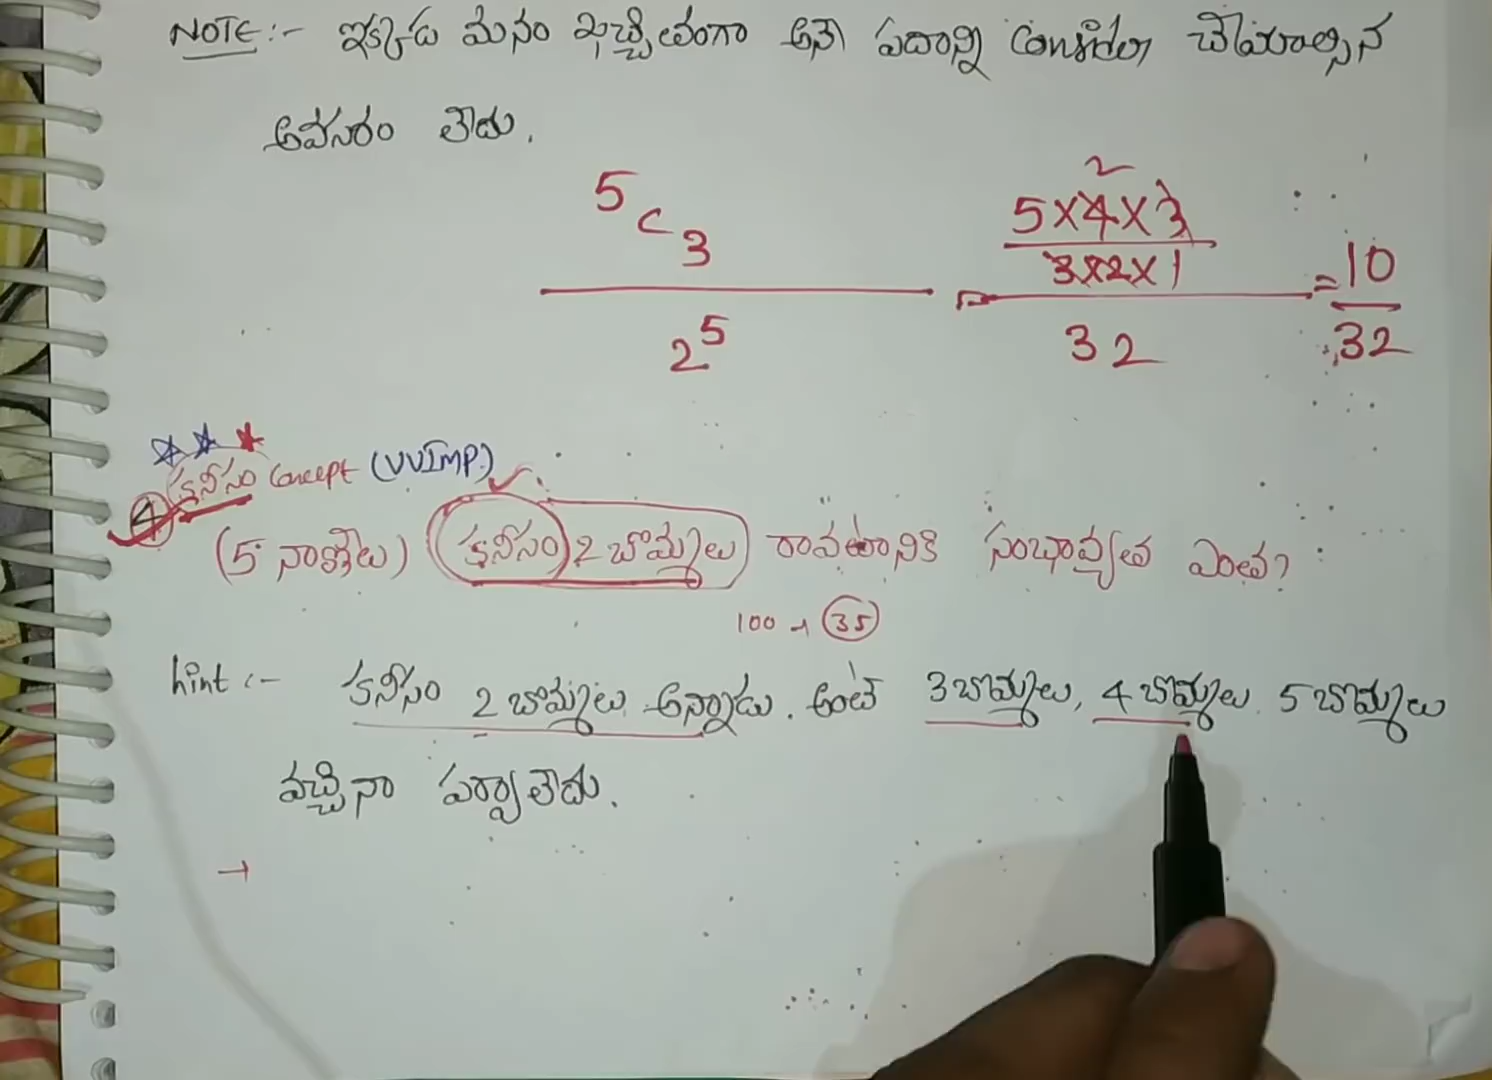 NOTE:- ఇక్కడ మనం ఖచ్చితంగా అనే పదాన్ని Consider చేయాల్సిన
అవసరం లేదు.
5C3 / 2^5 = (5×4×3 / 3×2×1) / 32 = 10/32
2
కనీసం Concept (VVIMP.)
4 (5 నాణేలు) (కనీసం) 2 బొమ్మలు రావటానికి సంభావ్యత ఎంత?
100 → 35
hint :- కనీసం 2 బొమ్మలు అన్నాడు. అంటే 3 బొమ్మలు, 4 బొమ్మలు, 5 బొమ్మలు
వచ్చినా పర్వాలేదు.
→